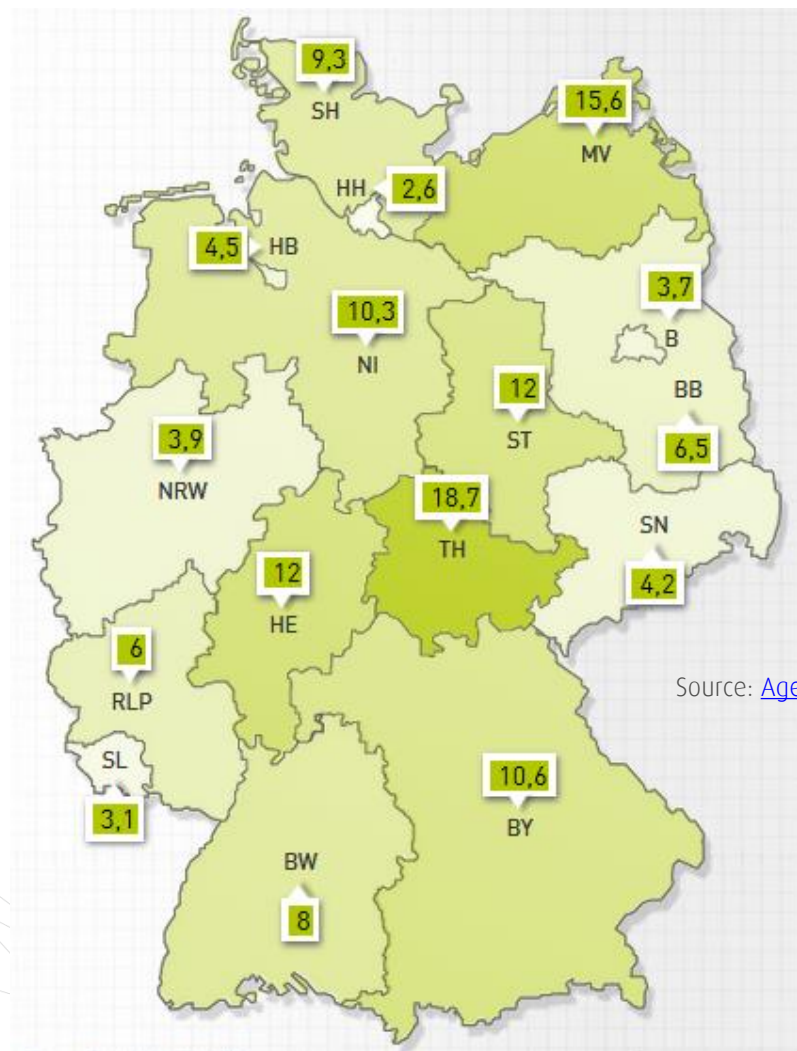 9,3
SH
15,6
MV
HH
2,6
4,5
HB
3,7
B
10,3
NI
BB
6,5
12
ST
3,9
NRW
18,7
TH
SN
4,2
12
HE
6
RLP
Source:
SL
3,1
10,6
BY
BW
8